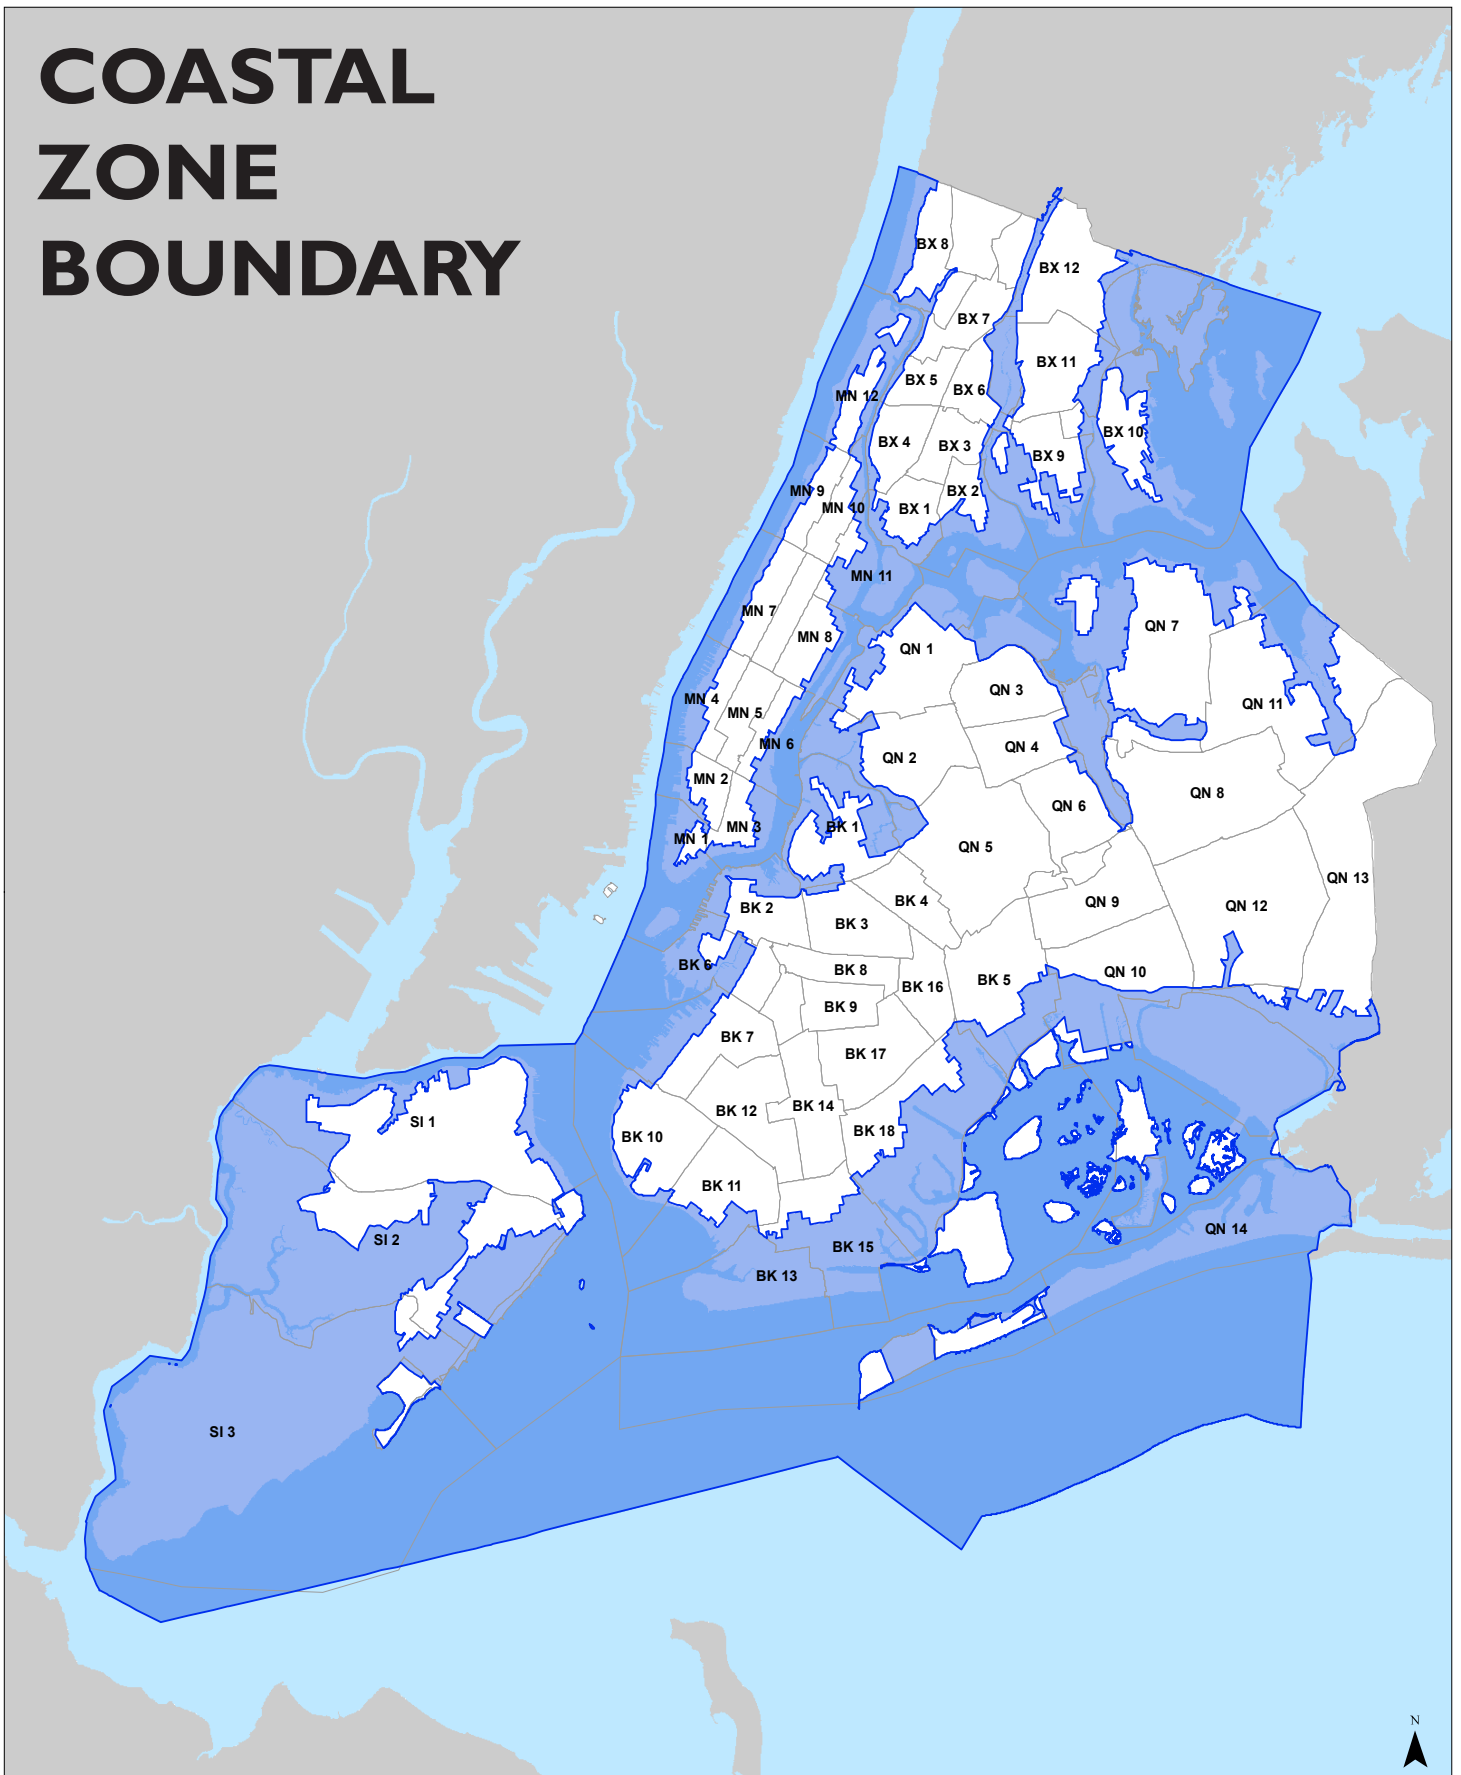 COASTAL
ZONE
BOUNDARY
BX 8
BX 12
BX 7
BX 11
BX 5
BX 6
MN 12
BX 10
BX 4
BX 3
BX 9
MN 9
BX 2
MN 10
BX 1
MN 11
MN 7
QN 7
MN 8
QN 1
QN 3
MN 4
QN 11
MN 5
MN 6
QN 4
QN 2
MN 2
QN 8
QN 6
MN 3
BK 1
MN 1
QN 5
QN 13
BK 4
QN 9
QN 12
BK 2
BK 3
BK 6
BK 8
QN 10
BK 5
BK 16
BK 9
BK 7
BK 17
BK 14
BK 12
SI 1
BK 18
BK 10
BK 11
QN 14
SI 2
BK 15
BK 13
SI 3
N